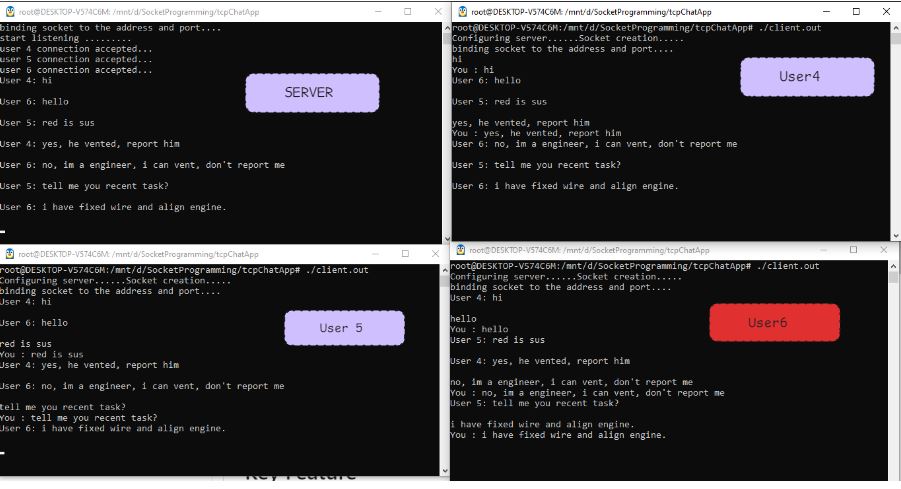 root@DESKTOP-V574C6M: /mnt/d/SocketProgramming/tcpChatApp
binding socket to the address and port....
start listening .........
user 4 connection accepted...
user 5 connection accepted...
user 6 connection accepted...
User 4: hi
User 6: hello
User 5: red is sus
User 4: yes, he vented, report him
User 6: no, im a engineer, i can vent, don't report me
User 5: tell me you recent task?
User 6: i have fixed wire and align engine.
SERVER
root@DESKTOP-V574C6M: /mnt/d/SocketProgramming/tcpChatApp
root@DESKTOP-V574C6M: /mnt/d/SocketProgramming/tcpChatApp# ./client.out
Configuring server......Socket creation.....
binding socket to the address and port....
hi
You : hi
User 6: hello
User 5: red is sus
yes, he vented, report him
You : yes, he vented, report him
User 6: no, im a engineer, i can vent, don't report me
User 5: tell me you recent task?
User 6: i have fixed wire and align engine.
User4
root@DESKTOP-V574C6M: /mnt/d/SocketProgramming/tcpChatApp
root@DESKTOP-V574C6M: /mnt/d/SocketProgramming/tcpChatApp# ./client.out
Configuring server......Socket creation.....
binding socket to the address and port....
User 4: hi
User 6: hello
red is sus
You : red is sus
User 4: yes, he vented, report him
User 6: no, im a engineer, i can vent, don't report me
tell me you recent task?
You : tell me you recent task?
User 6: i have fixed wire and align engine.
User 5
root@DESKTOP-V574C6M: /mnt/d/SocketProgramming/tcpChatApp
root@DESKTOP-V574C6M: /mnt/d/SocketProgramming/tcpChatApp# ./client.out
Configuring server......Socket creation.....
binding socket to the address and port....
User 4: hi
hello
You : hello
User 5: red is sus
User 4: yes, he vented, report him
no, im a engineer, i can vent, don't report me
You : no, im a engineer, i can vent, don't report me
User 5: tell me you recent task?
i have fixed wire and align engine.
You : i have fixed wire and align engine.
User6
Key Feature